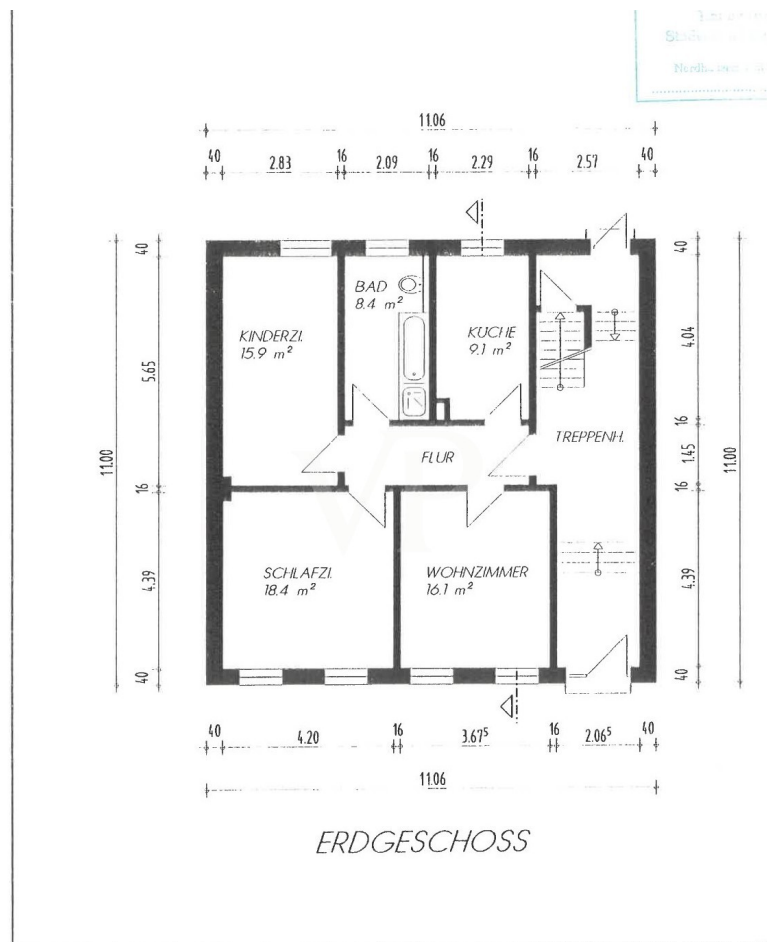 11.06
40 2.83 16 2.09 16 2.29 16 2.57 40
40 5.65 16 4.39 40
11.00
40 4.04 16 1.45 16 4.39 40
11.00
BAD
8.4 m²
KINDERZI.
15.9 m²
KÜCHE
9.1 m²
FLUR
TREPPENH.
SCHLAFZI.
18.4 m²
WOHNZIMMER
16.1 m²
40 4.20 16 3.67⁵ 16 2.06⁵ 40
11.06
ERDGESCHOSS